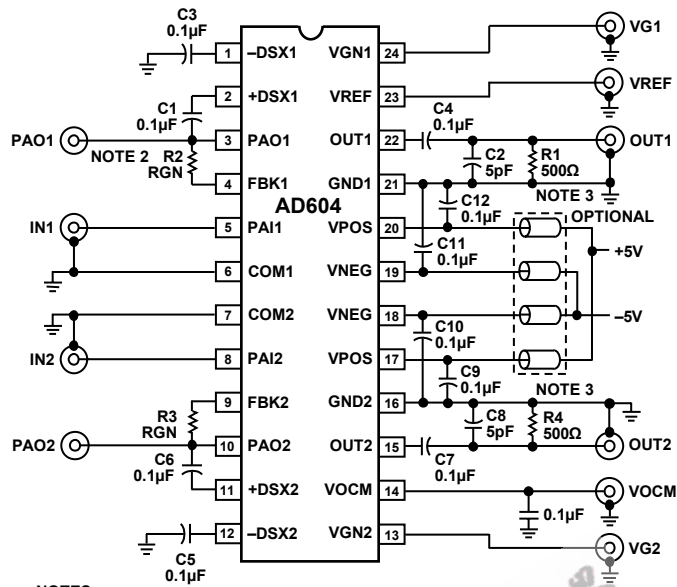 C3
0.1µF
1 –DSX1
VGN1 24
VG1
2 +DSX1
VREF 23
VREF
C1
0.1µF
C4
0.1µF
PAO1
NOTE 2
R2
RGN
3 PAO1
OUT1 22
C2
5pF
R1
500Ω
OUT1
4 FBK1
GND1 21
NOTE 3
AD604
C12
0.1µF
OPTIONAL
IN1
5 PAI1
VPOS 20
+5V
C11
0.1µF
6 COM1
VNEG 19
7 COM2
VNEG 18
–5V
C10
0.1µF
IN2
8 PAI2
VPOS 17
C9
0.1µF
NOTE 3
9 FBK2
GND2 16
R3
RGN
C8
5pF
R4
500Ω
PAO2
10 PAO2
OUT2 15
OUT2
C6
0.1µF
C7
0.1µF
11 +DSX2
VOCM 14
VOCM
0.1µF
12 –DSX2
VGN2 13
VG2
C5
0.1µF